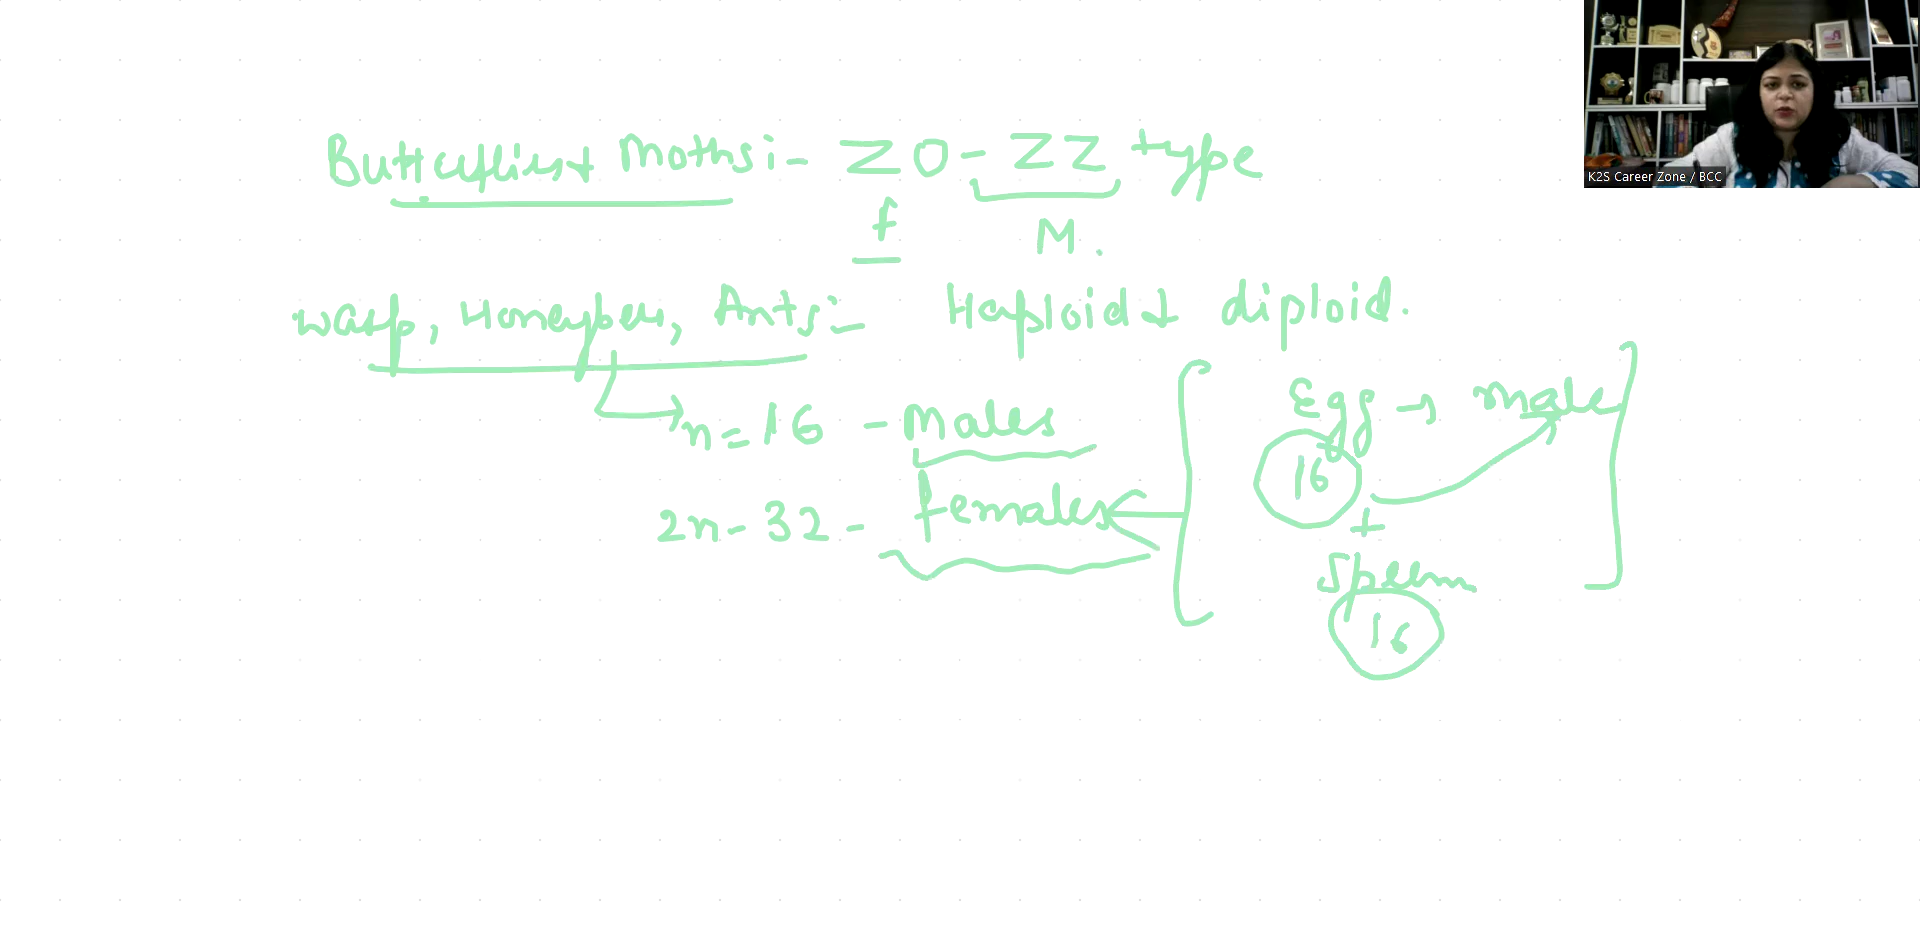 Butterflies & Moths:- ZO - ZZ type
f M.
Wasp, Honeybees, Ants:- Haploid & diploid.
n=16 - Males
2n-32 - females
Egg → male
16
+
Sperm
16
K2S Career Zone / BCC